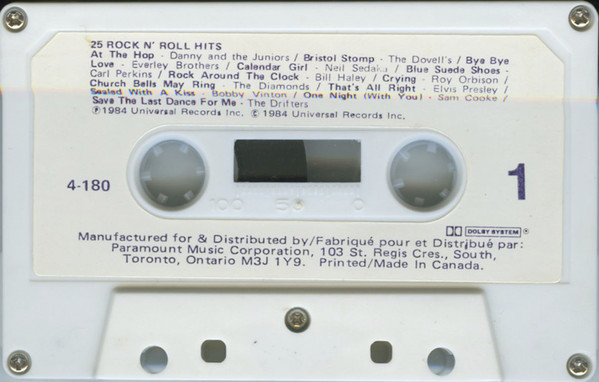 25 ROCK N' ROLL HITS
At The Hop - Danny and the Juniors / Bristol Stomp - The Dovell's / Bye Bye
Love - Everley Brothers / Calendar Girl - Neil Sedaka / Blue Suede Shoes -
Carl Perkins / Rock Around The Clock - Bill Haley / Crying - Roy Orbison /
Church Bells May Ring - The Diamonds / That's All Right - Elvis Presley /
Sealed With A Kiss - Bobby Vinton / One Night (With You) - Sam Cooke /
Save The Last Dance For Me - The Drifters
℗1984 Universal Records Inc. ©1984 Universal Records Inc.
4-180
100 50 0
1
DOLBY SYSTEM
Manufactured for & Distributed by/Fabriqué pour et Distribué par:
Paramount Music Corporation, 103 St. Regis Cres., South,
Toronto, Ontario M3J 1Y9. Printed/Made In Canada.